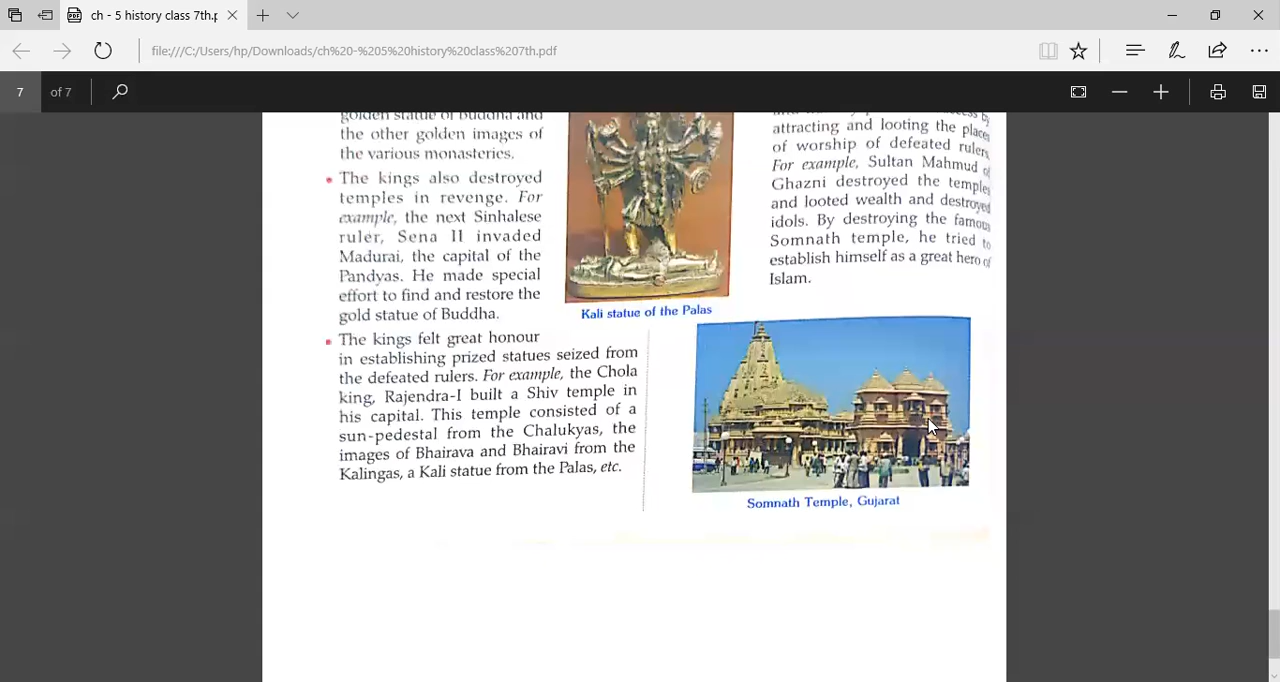 ch - 5 history class 7th.p
file:///C:/Users/hp/Downloads/ch%20-%205%20history%20class%207th.pdf
7 of 7
golden statue of Buddha and
the other golden images of
the various monasteries.
The kings also destroyed
temples in revenge. For
example, the next Sinhalese
ruler, Sena II invaded
Madurai, the capital of the
Pandyas. He made special
effort to find and restore the
gold statue of Buddha.
The kings felt great honour
in establishing prized statues seized from
the defeated rulers. For example, the Chola
king, Rajendra-I built a Shiv temple in
his capital. This temple consisted of a
sun-pedestal from the Chalukyas, the
images of Bhairava and Bhairavi from the
Kalingas, a Kali statue from the Palas, etc.
Kali statue of the Palas
attracting and looting the places
of worship of defeated rulers.
For example, Sultan Mahmud of
Ghazni destroyed the temples
and looted wealth and destroyed
idols. By destroying the famous
Somnath temple, he tried to
establish himself as a great hero of
Islam.
Somnath Temple, Gujarat